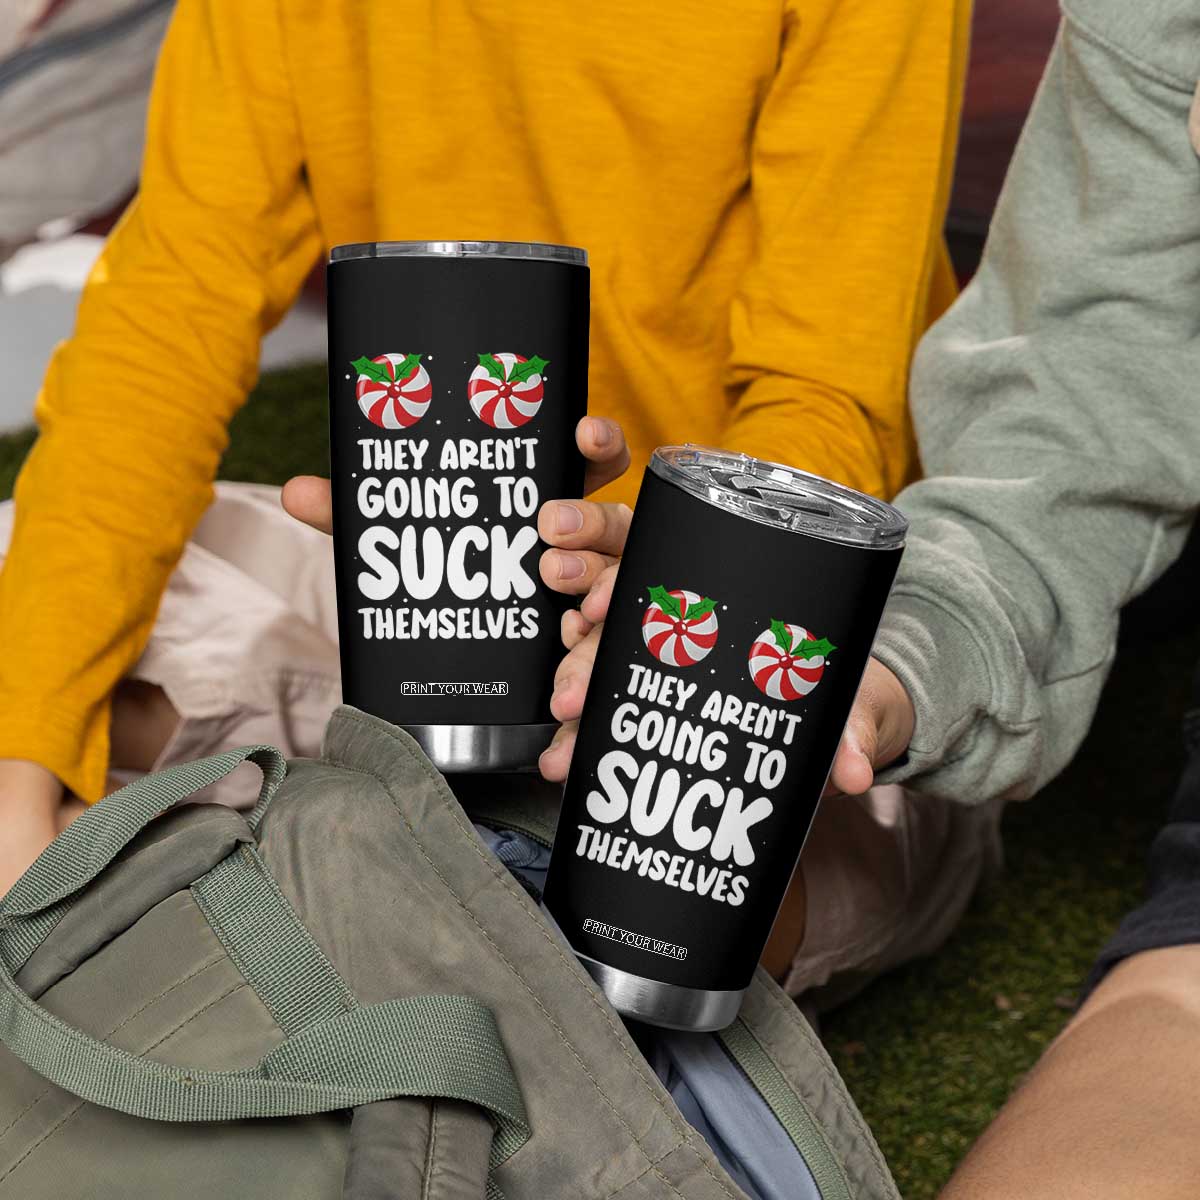 THEY AREN'T
GOING TO
SUCK
THEMSELVES
PRINT YOUR WEAR
THEY AREN'T
GOING TO
SUCK
THEMSELVES
PRINT YOUR WEAR